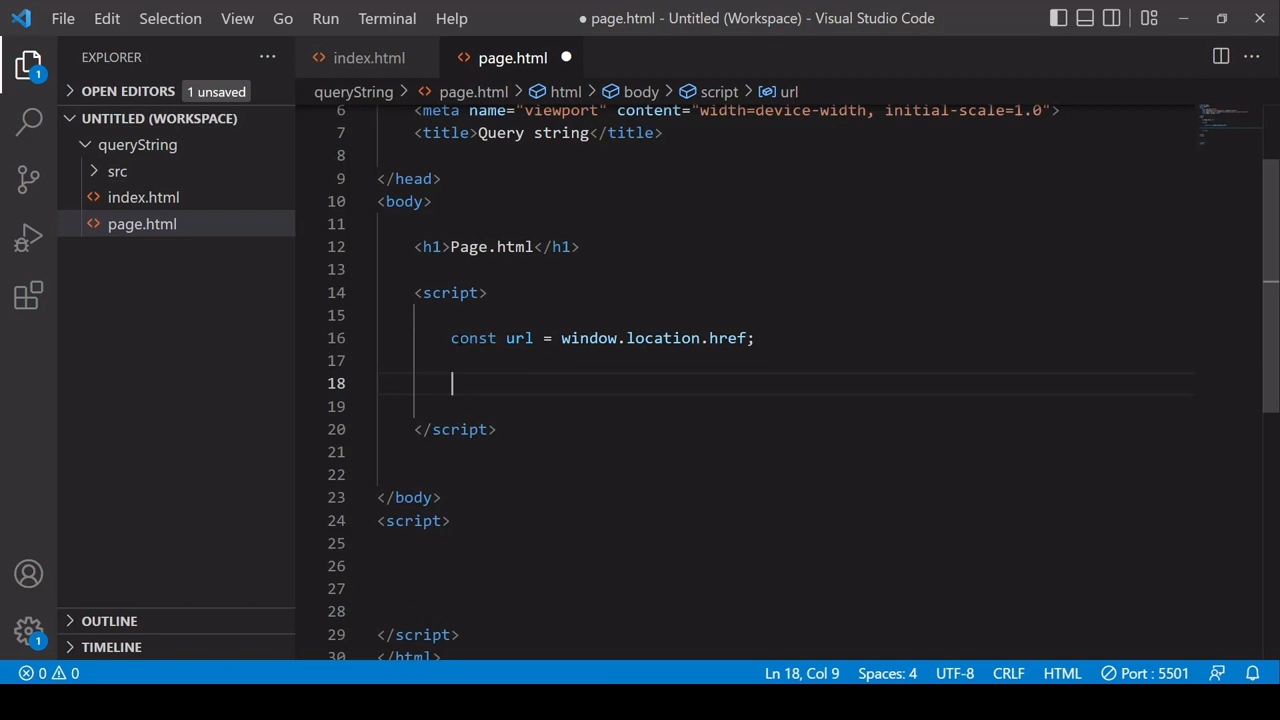 File Edit Selection View Go Run Terminal Help ● page.html - Untitled (Workspace) - Visual Studio Code
EXPLORER ···
index.html page.html
OPEN EDITORS 1 unsaved
queryString > page.html > html > body > script > url
UNTITLED (WORKSPACE)
queryString
src
index.html
page.html
6 <meta name="viewport" content="width=device-width, initial-scale=1.0">
7 <title>Query string</title>
8
9 </head>
10 <body>
11
12 <h1>Page.html</h1>
13
14 <script>
15
16 const url = window.location.href;
17
18
19
20 </script>
21
22
23 </body>
24 <script>
25
26
27
28
29 </script>
30 </html>
1
1
OUTLINE
TIMELINE
0 0 Ln 18, Col 9 Spaces: 4 UTF-8 CRLF HTML Port : 5501